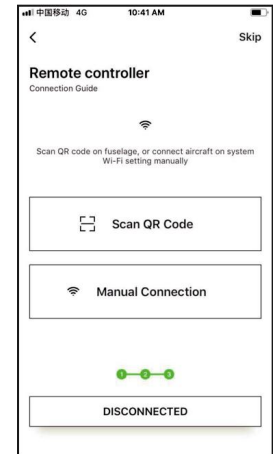 中国移动 4G 10:41 AM
Skip
Remote controller
Connection Guide
Scan QR code on fuselage, or connect aircraft on system
Wi-Fi setting manually
Scan QR Code
Manual Connection
1 2 3
DISCONNECTED